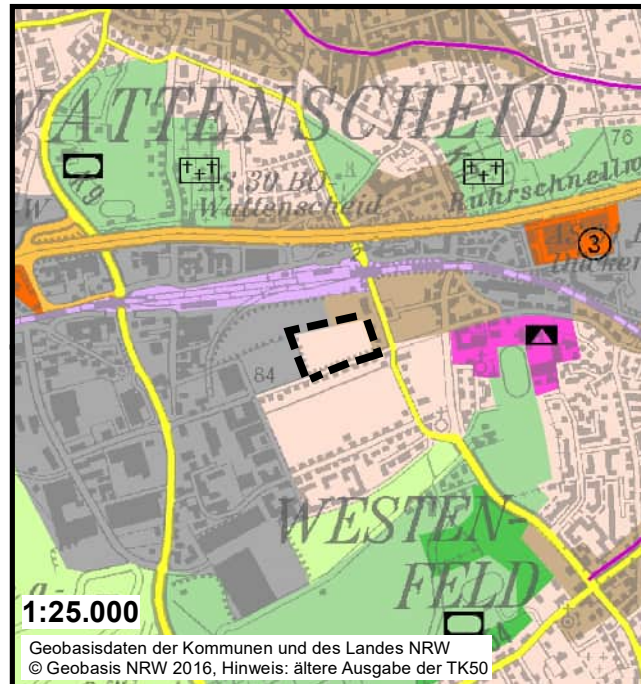 WATTENSCHEID
76
K9
AS 30 BO-
Wattenscheid
Ruhrschnellw
3
84
WESTEN-
FELD
1:25.000
Geobasisdaten der Kommunen und des Landes NRW
© Geobasis NRW 2016, Hinweis: ältere Ausgabe der TK50